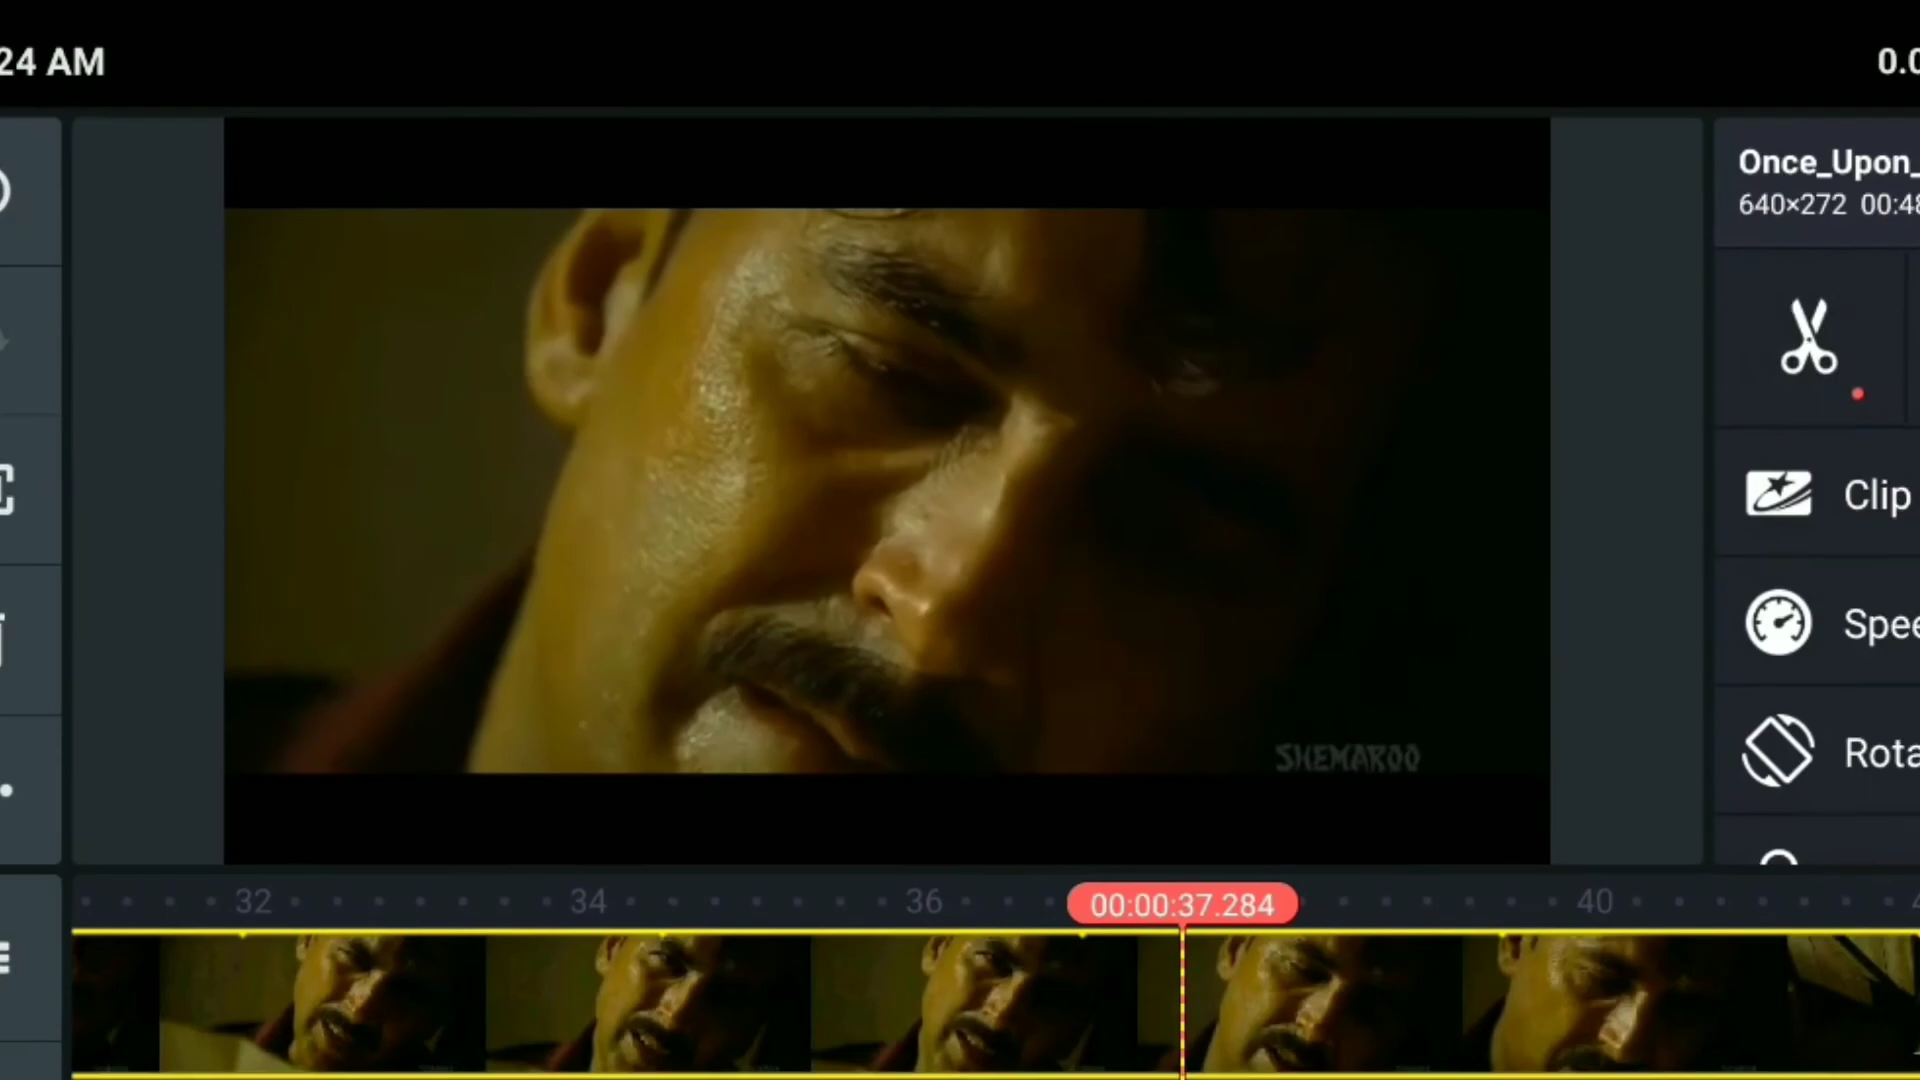 24 AM
0.0
Once_Upon_
640×272 00:48
Clip
Spee
Rota
SHEMAROO
32
34
36
00:00:37.284
40